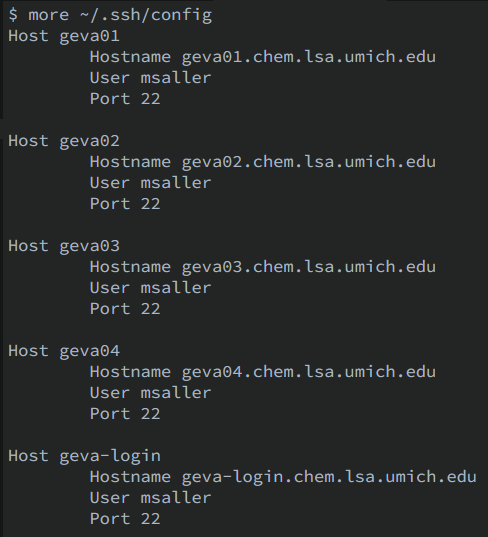 $ more ~/.ssh/config
Host geva01
Hostname geva01.chem.lsa.umich.edu
User msaller
Port 22
Host geva02
Hostname geva02.chem.lsa.umich.edu
User msaller
Port 22
Host geva03
Hostname geva03.chem.lsa.umich.edu
User msaller
Port 22
Host geva04
Hostname geva04.chem.lsa.umich.edu
User msaller
Port 22
Host geva-login
Hostname geva-login.chem.lsa.umich.edu
User msaller
Port 22